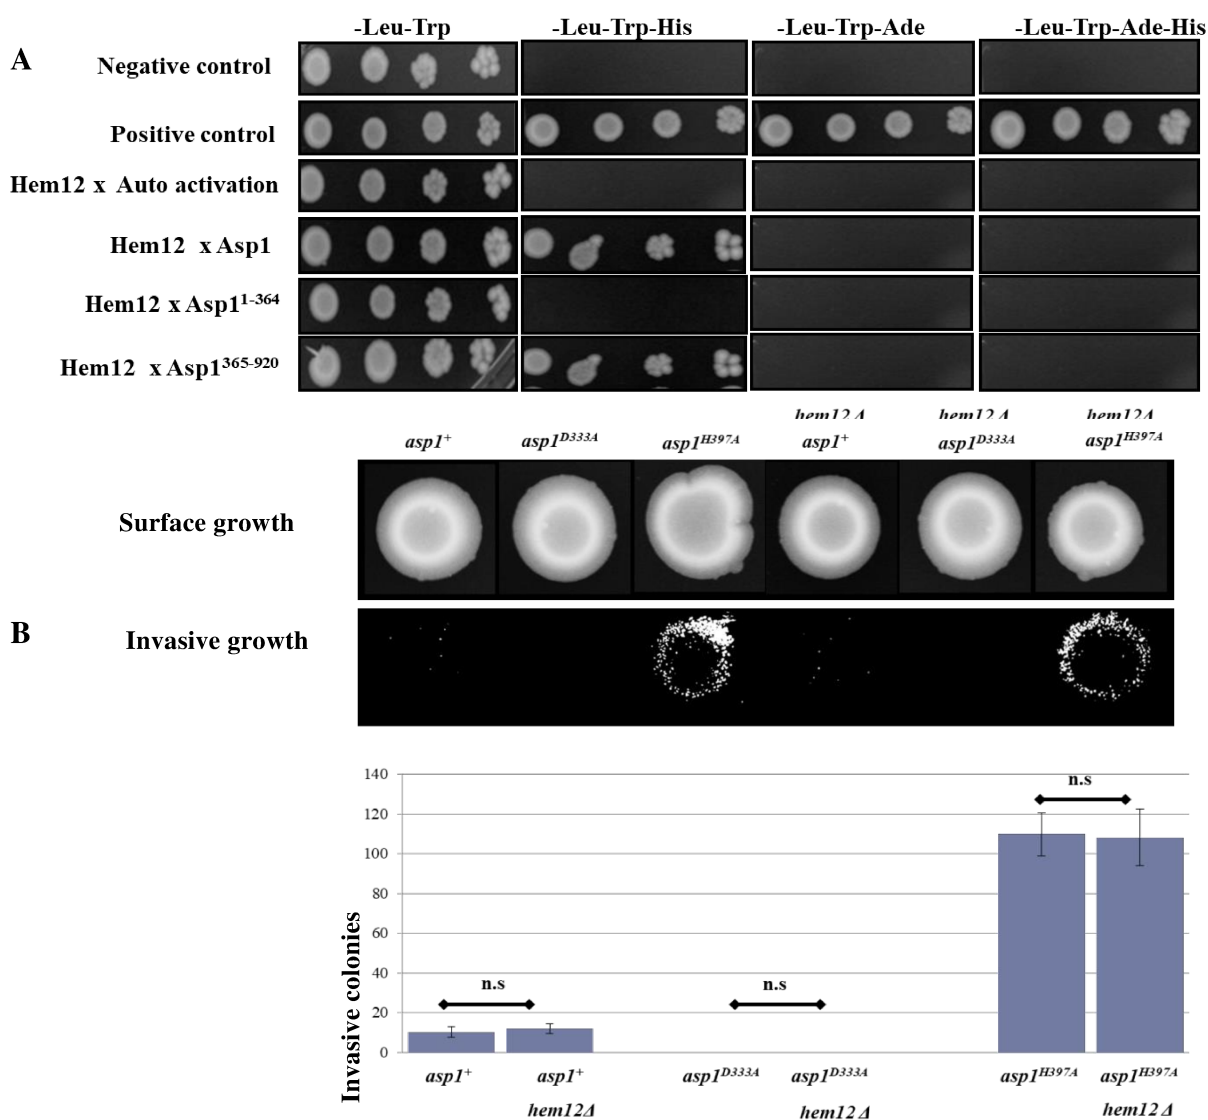 -Leu-Trp -Leu-Trp-His -Leu-Trp-Ade -Leu-Trp-Ade-His
A
Negative control
Positive control
Hem12 x Auto activation
Hem12 x Asp1
Hem12 x Asp1^1-364
Hem12 x Asp1^365-920
hem12Δ hem12Δ hem12Δ
asp1^+ asp1^D333A asp1^H397A asp1^+ asp1^D333A asp1^H397A
Surface growth
B
Invasive growth
Invasive colonies
140
120
100
80
60
40
20
0
n.s
n.s
n.s
asp1^+ asp1^+ asp1^D333A asp1^D333A asp1^H397A asp1^H397A
hem12Δ hem12Δ hem12Δ